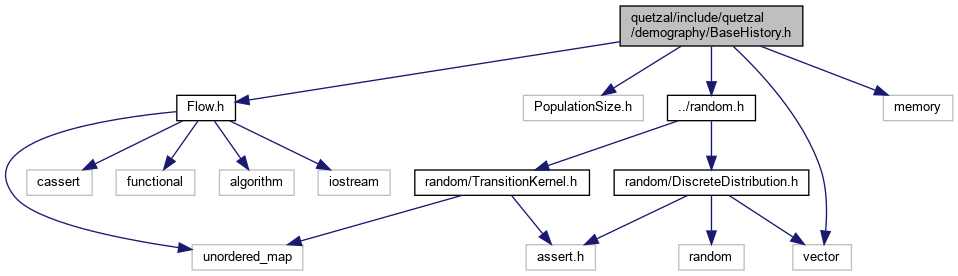 quetzal/include/quetzal
/demography/BaseHistory.h
Flow.h
PopulationSize.h
../random.h
memory
cassert
functional
algorithm
iostream
random/TransitionKernel.h
random/DiscreteDistribution.h
unordered_map
assert.h
random
vector